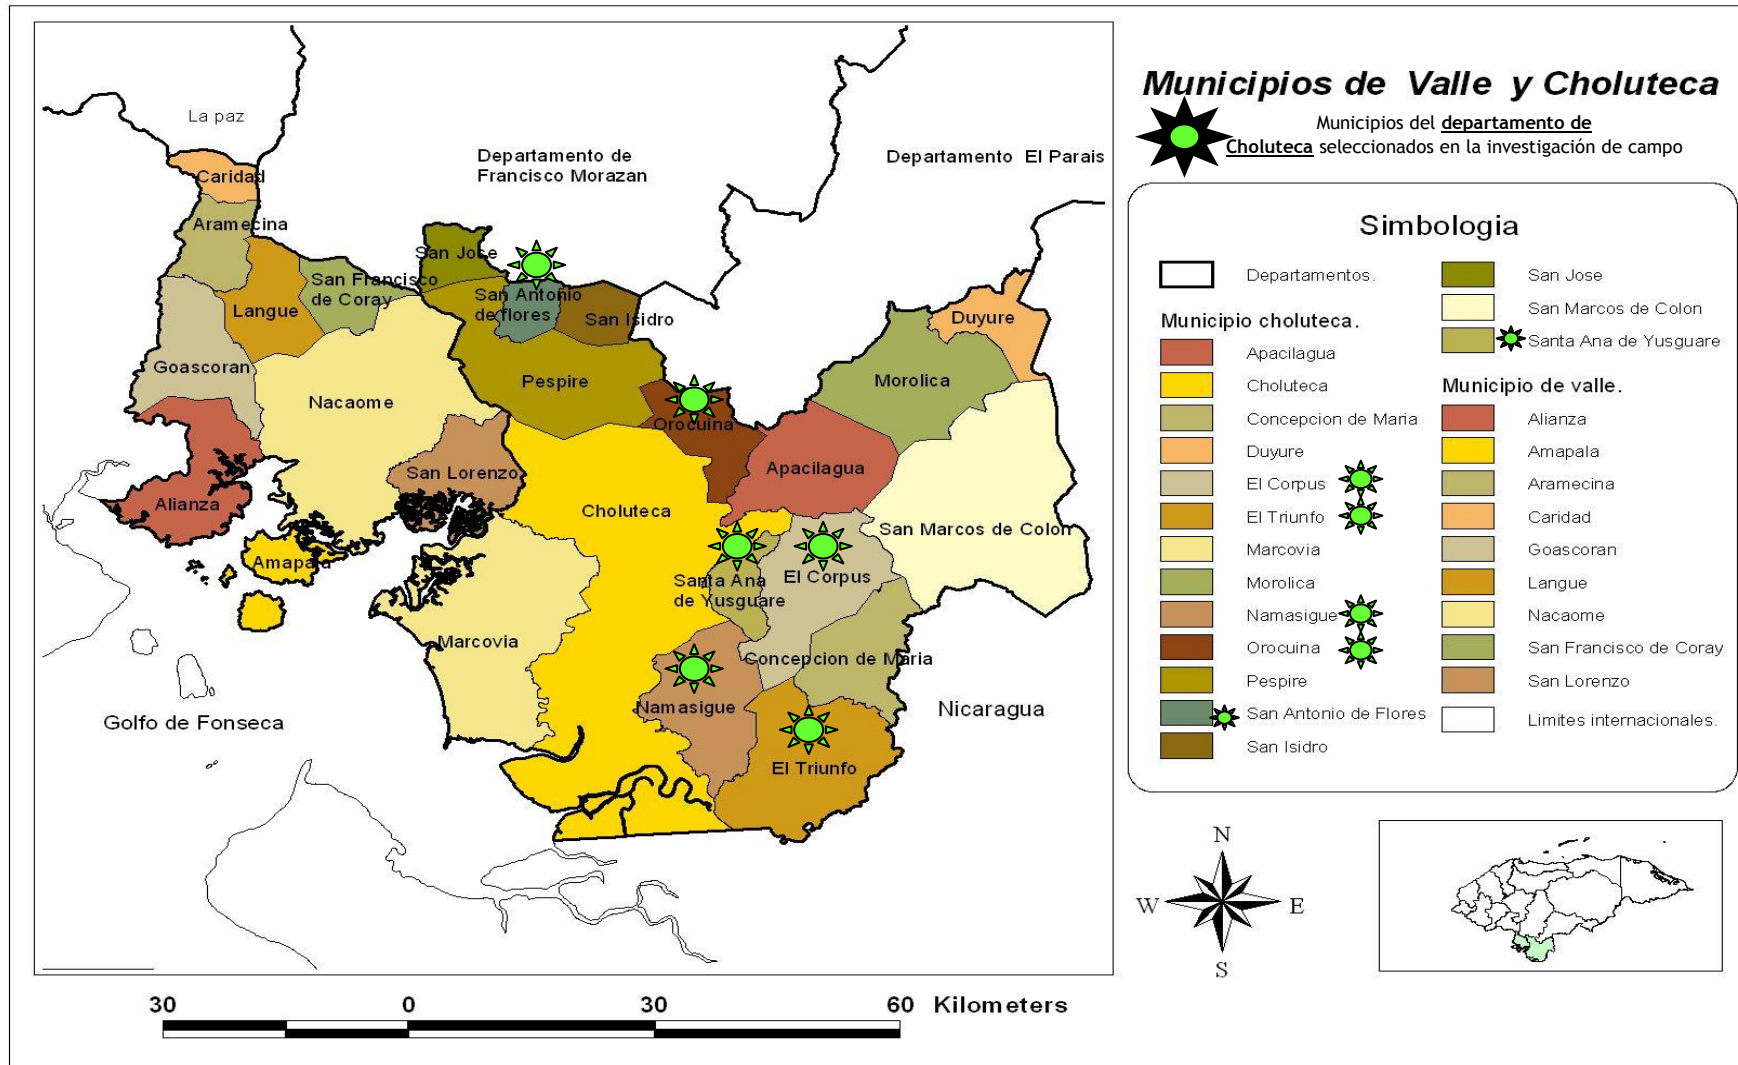 Municipios de Valle y Choluteca
Municipios del departamento de
Choluteca seleccionados en la investigación de campo
La paz
Departamento de
Francisco Morazan
Departamento El Parais
Caridad
Aramecina
San Jose
San Francisco
de Coray
Langue
San Antonio
de flores
San Isidro
Duyure
Goascoran
Nacaome
Pespire
Morolica
Orocuina
San Lorenzo
Apacilagua
Alianza
Choluteca
San Marcos de Colon
Amapala
Santa Ana
de Yusguare
El Corpus
Marcovia
Concepcion de Maria
Namasigue
Nicaragua
Golfo de Fonseca
El Triunfo
Simbologia
Departamentos.
Municipio choluteca.
Apacilagua
Choluteca
Concepcion de Maria
Duyure
El Corpus
El Triunfo
Marcovia
Morolica
Namasigue
Orocuina
Pespire
San Antonio de Flores
San Isidro
San Jose
San Marcos de Colon
Santa Ana de Yusguare
Municipio de valle.
Alianza
Amapala
Aramecina
Caridad
Goascoran
Langue
Nacaome
San Francisco de Coray
San Lorenzo
Limites internacionales.
N
W E
S
30 0 30 60 Kilometers